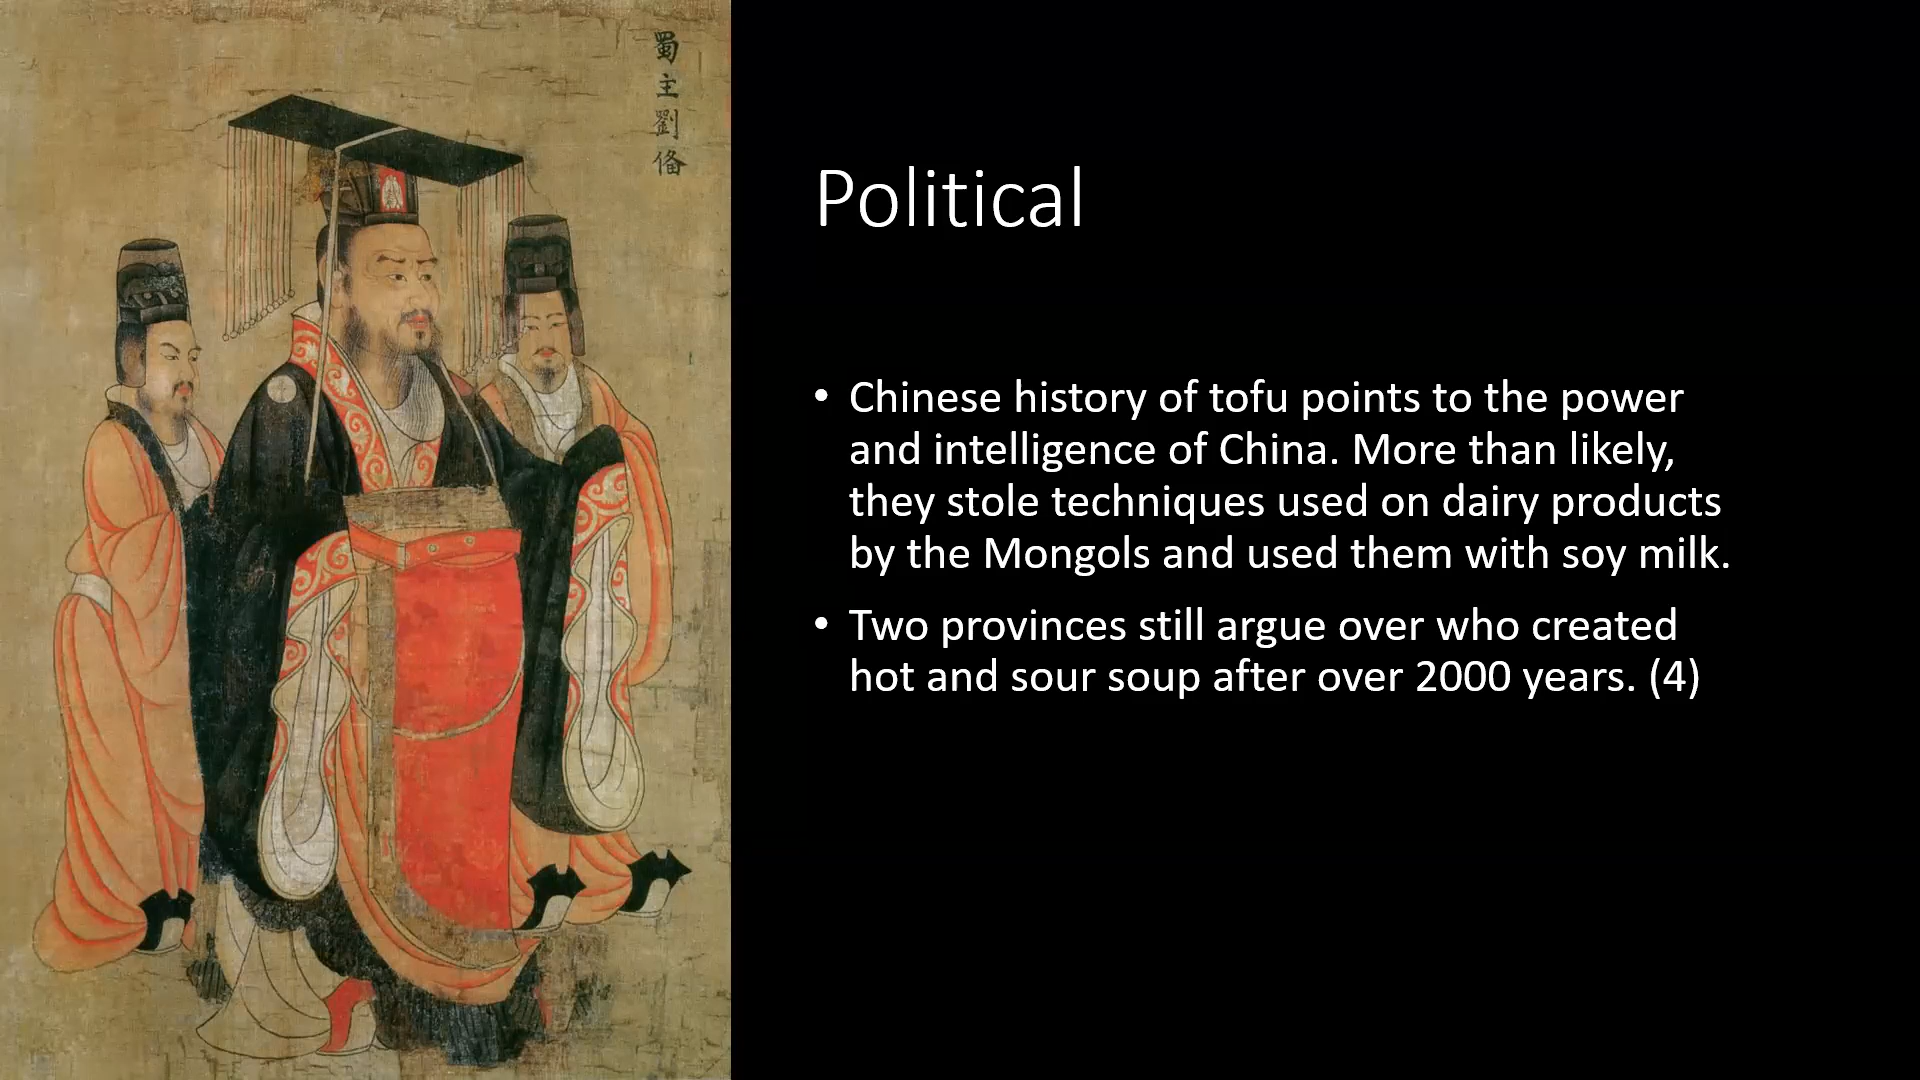 蜀主劉俻
Political
• Chinese history of tofu points to the power
and intelligence of China. More than likely,
they stole techniques used on dairy products
by the Mongols and used them with soy milk.
• Two provinces still argue over who created
hot and sour soup after over 2000 years. (4)